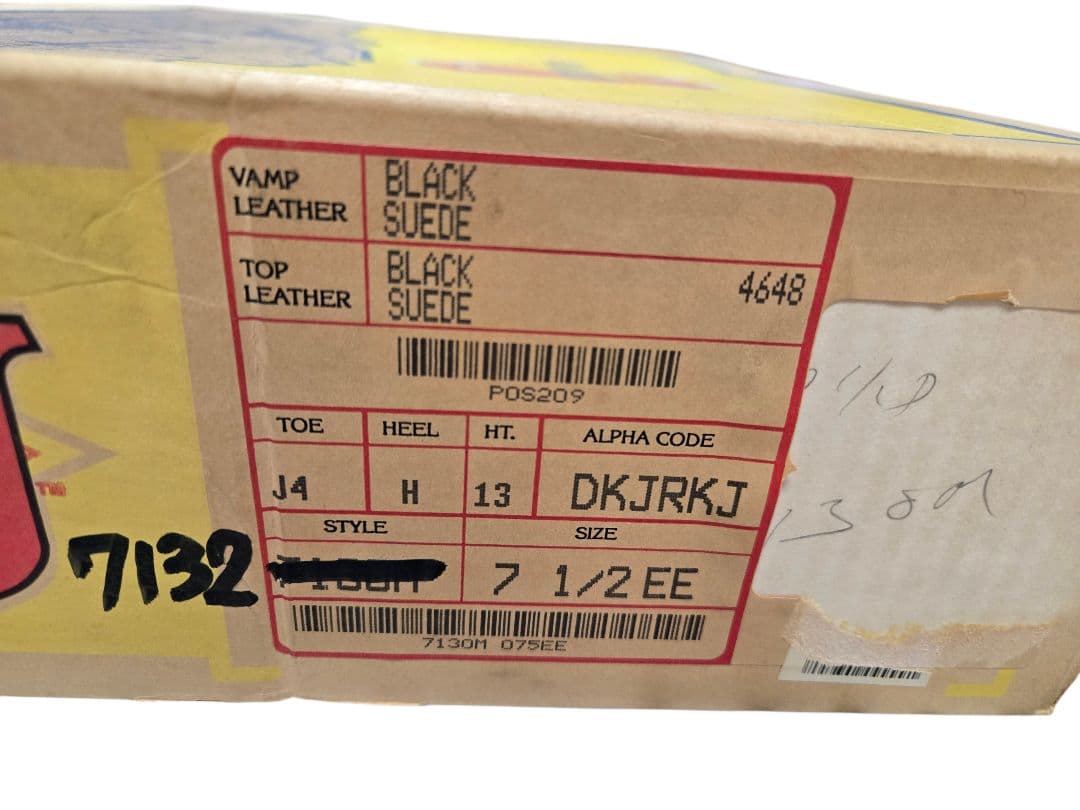 VAMP LEATHER
BLACK
SUEDE
TOP LEATHER
BLACK
SUEDE
4648
POS209
TOE HEEL HT. ALPHA CODE
J4 H 13 DKJRKJ
STYLE SIZE
7132
7 1/2 EE
7130M 075EE
TM